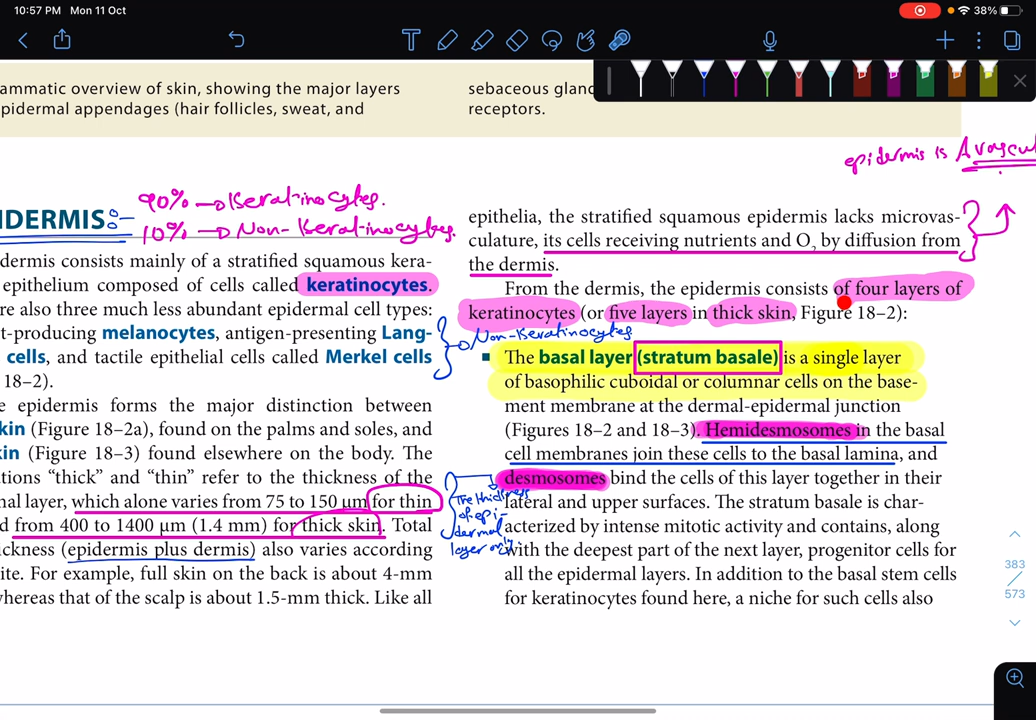 10:57 PM Mon 11 Oct
38%
ammatic overview of skin, showing the major layers
pidermal appendages (hair follicles, sweat, and
sebaceous glanc
receptors.
epidermis is Avascul
90% → Keratinocytes.
10% → Non-Keratinocytes.
IDERMIS:-
dermis consists mainly of a stratified squamous kera-
epithelium composed of cells called keratinocytes.
re also three much less abundant epidermal cell types:
t-producing melanocytes, antigen-presenting Lang-
cells, and tactile epithelial cells called Merkel cells
18–2).
e epidermis forms the major distinction between
kin (Figure 18–2a), found on the palms and soles, and
kin (Figure 18–3) found elsewhere on the body. The
tions “thick” and “thin” refer to the thickness of the
nal layer, which alone varies from 75 to 150 μm for thin
d from 400 to 1400 μm (1.4 mm) for thick skin. Total
ickness (epidermis plus dermis) also varies according
ite. For example, full skin on the back is about 4-mm
whereas that of the scalp is about 1.5-mm thick. Like all
The thickness
of epi-
dermal
layer only
epithelia, the stratified squamous epidermis lacks microvas-
culature, its cells receiving nutrients and O2 by diffusion from
the dermis.
From the dermis, the epidermis consists of four layers of
keratinocytes (or five layers in thick skin, Figure 18–2):
Non-Keratinocytes
■ The basal layer (stratum basale) is a single layer
of basophilic cuboidal or columnar cells on the base-
ment membrane at the dermal-epidermal junction
(Figures 18–2 and 18–3). Hemidesmosomes in the basal
cell membranes join these cells to the basal lamina, and
desmosomes bind the cells of this layer together in their
lateral and upper surfaces. The stratum basale is char-
acterized by intense mitotic activity and contains, along
with the deepest part of the next layer, progenitor cells for
all the epidermal layers. In addition to the basal stem cells
for keratinocytes found here, a niche for such cells also
383
573